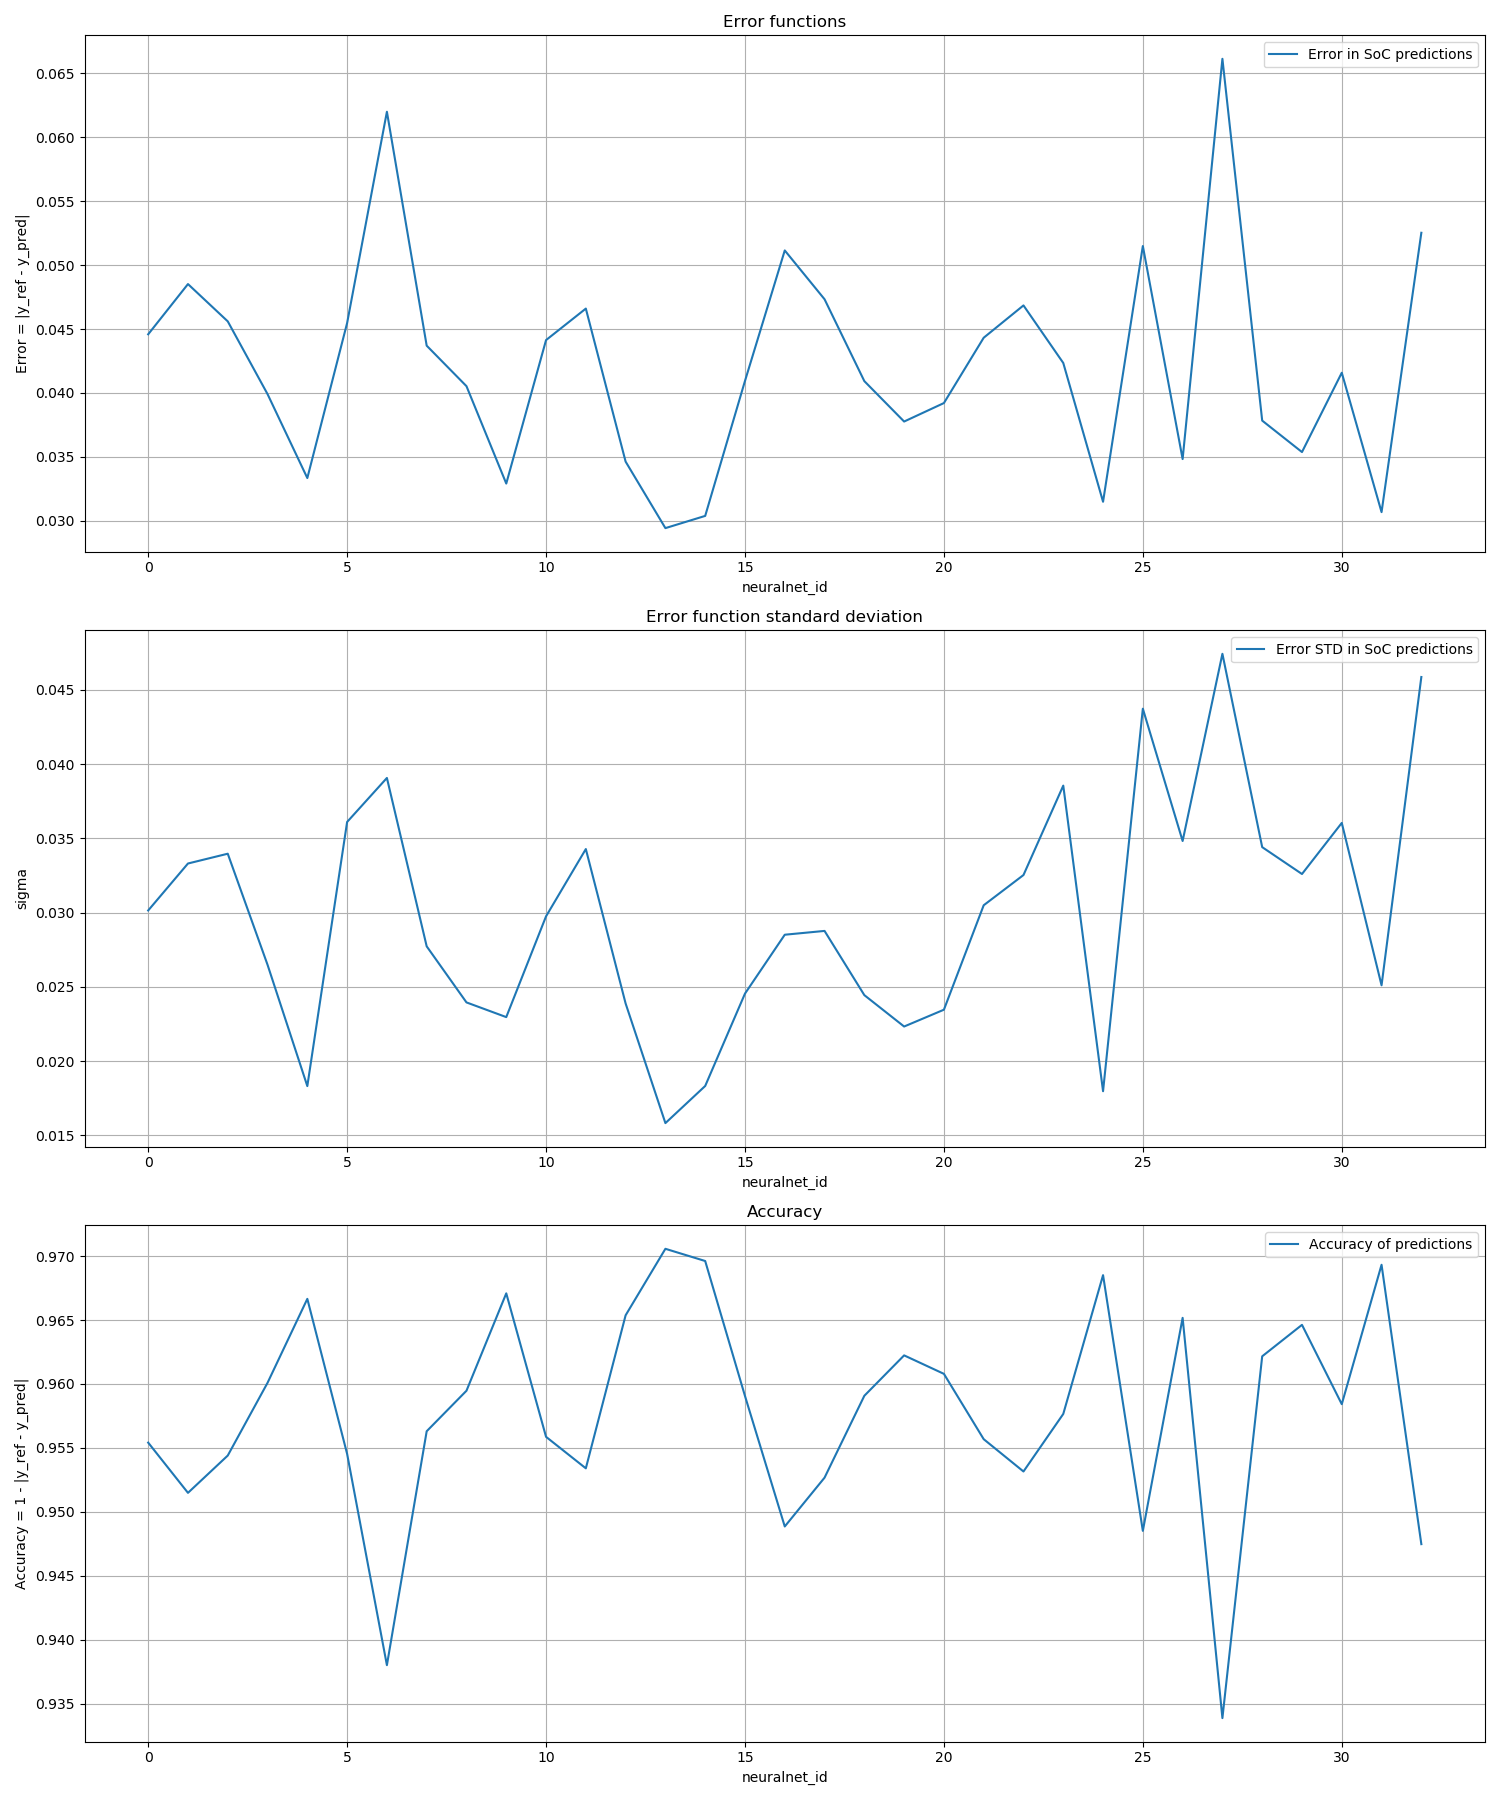 Error functions
Error in SoC predictions
Error = |y_ref - y_pred|
0.065
0.060
0.055
0.050
0.045
0.040
0.035
0.030
0 5 10 15 20 25 30
neuralnet_id
Error function standard deviation
Error STD in SoC predictions
sigma
0.045
0.040
0.035
0.030
0.025
0.020
0.015
0 5 10 15 20 25 30
neuralnet_id
Accuracy
Accuracy of predictions
Accuracy = 1 - |y_ref - y_pred|
0.970
0.965
0.960
0.955
0.950
0.945
0.940
0.935
0 5 10 15 20 25 30
neuralnet_id